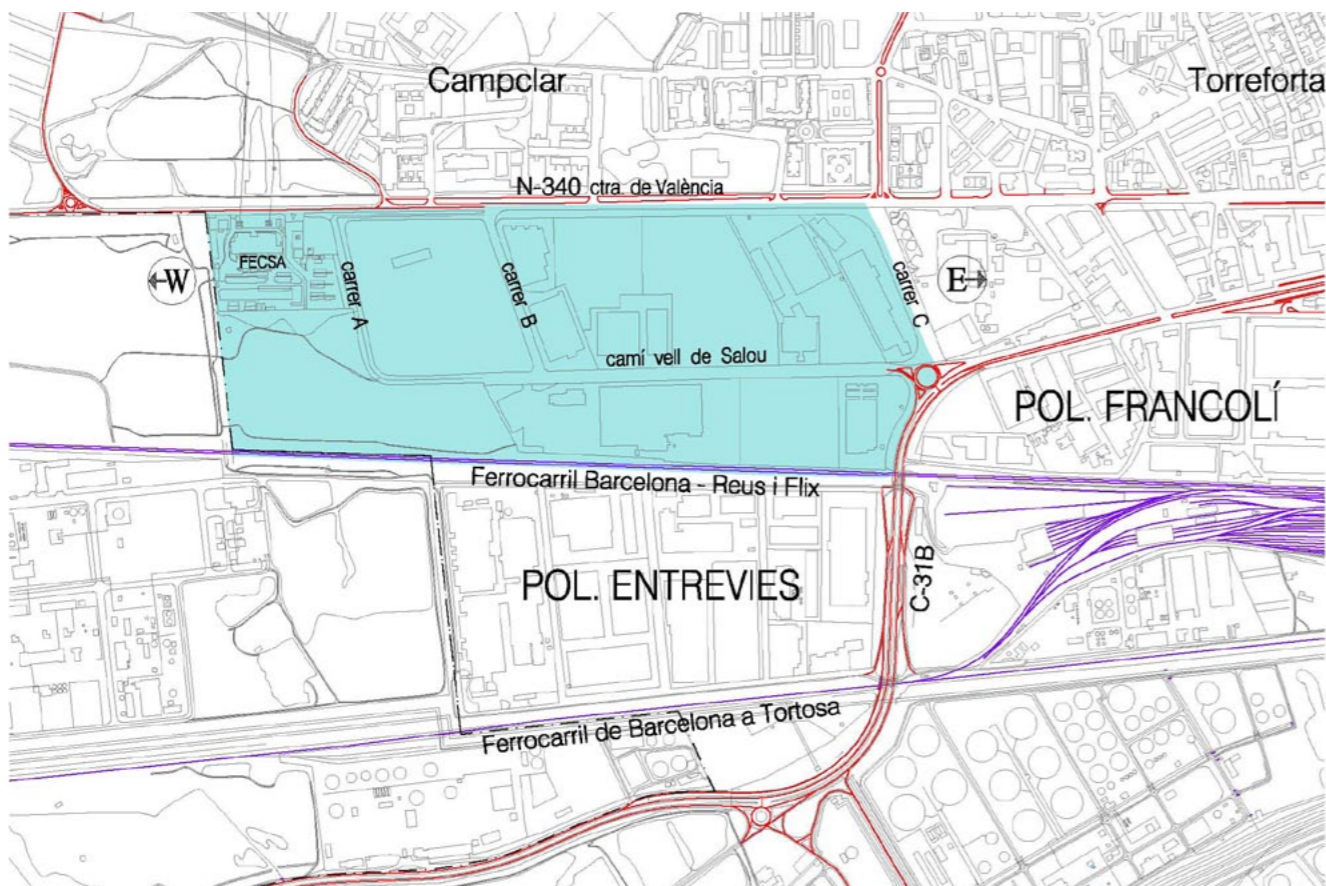 Campclar
Torreforta
N-340 ctra. de València
FECSA
W
E
carrer A
carrer B
carrer C
camí vell de Salou
POL. FRANCOLÍ
Ferrocarril Barcelona - Reus i Flix
POL. ENTREVIES
C-31B
Ferrocarril de Barcelona a Tortosa